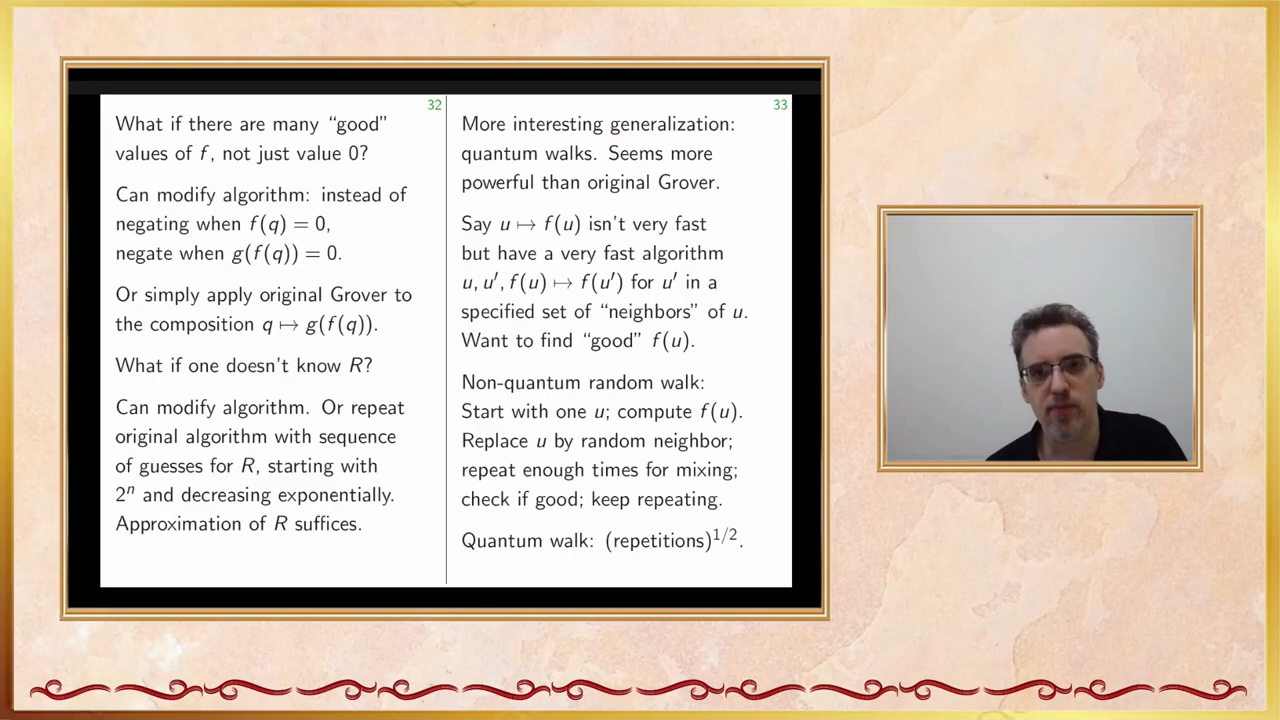 32
What if there are many “good”
values of f, not just value 0?
Can modify algorithm: instead of
negating when f(q) = 0,
negate when g(f(q)) = 0.
Or simply apply original Grover to
the composition q ↦ g(f(q)).
What if one doesn’t know R?
Can modify algorithm. Or repeat
original algorithm with sequence
of guesses for R, starting with
2ⁿ and decreasing exponentially.
Approximation of R suffices.
33
More interesting generalization:
quantum walks. Seems more
powerful than original Grover.
Say u ↦ f(u) isn’t very fast
but have a very fast algorithm
u, u′, f(u) ↦ f(u′) for u′ in a
specified set of “neighbors” of u.
Want to find “good” f(u).
Non-quantum random walk:
Start with one u; compute f(u).
Replace u by random neighbor;
repeat enough times for mixing;
check if good; keep repeating.
Quantum walk: (repetitions)^1/2.